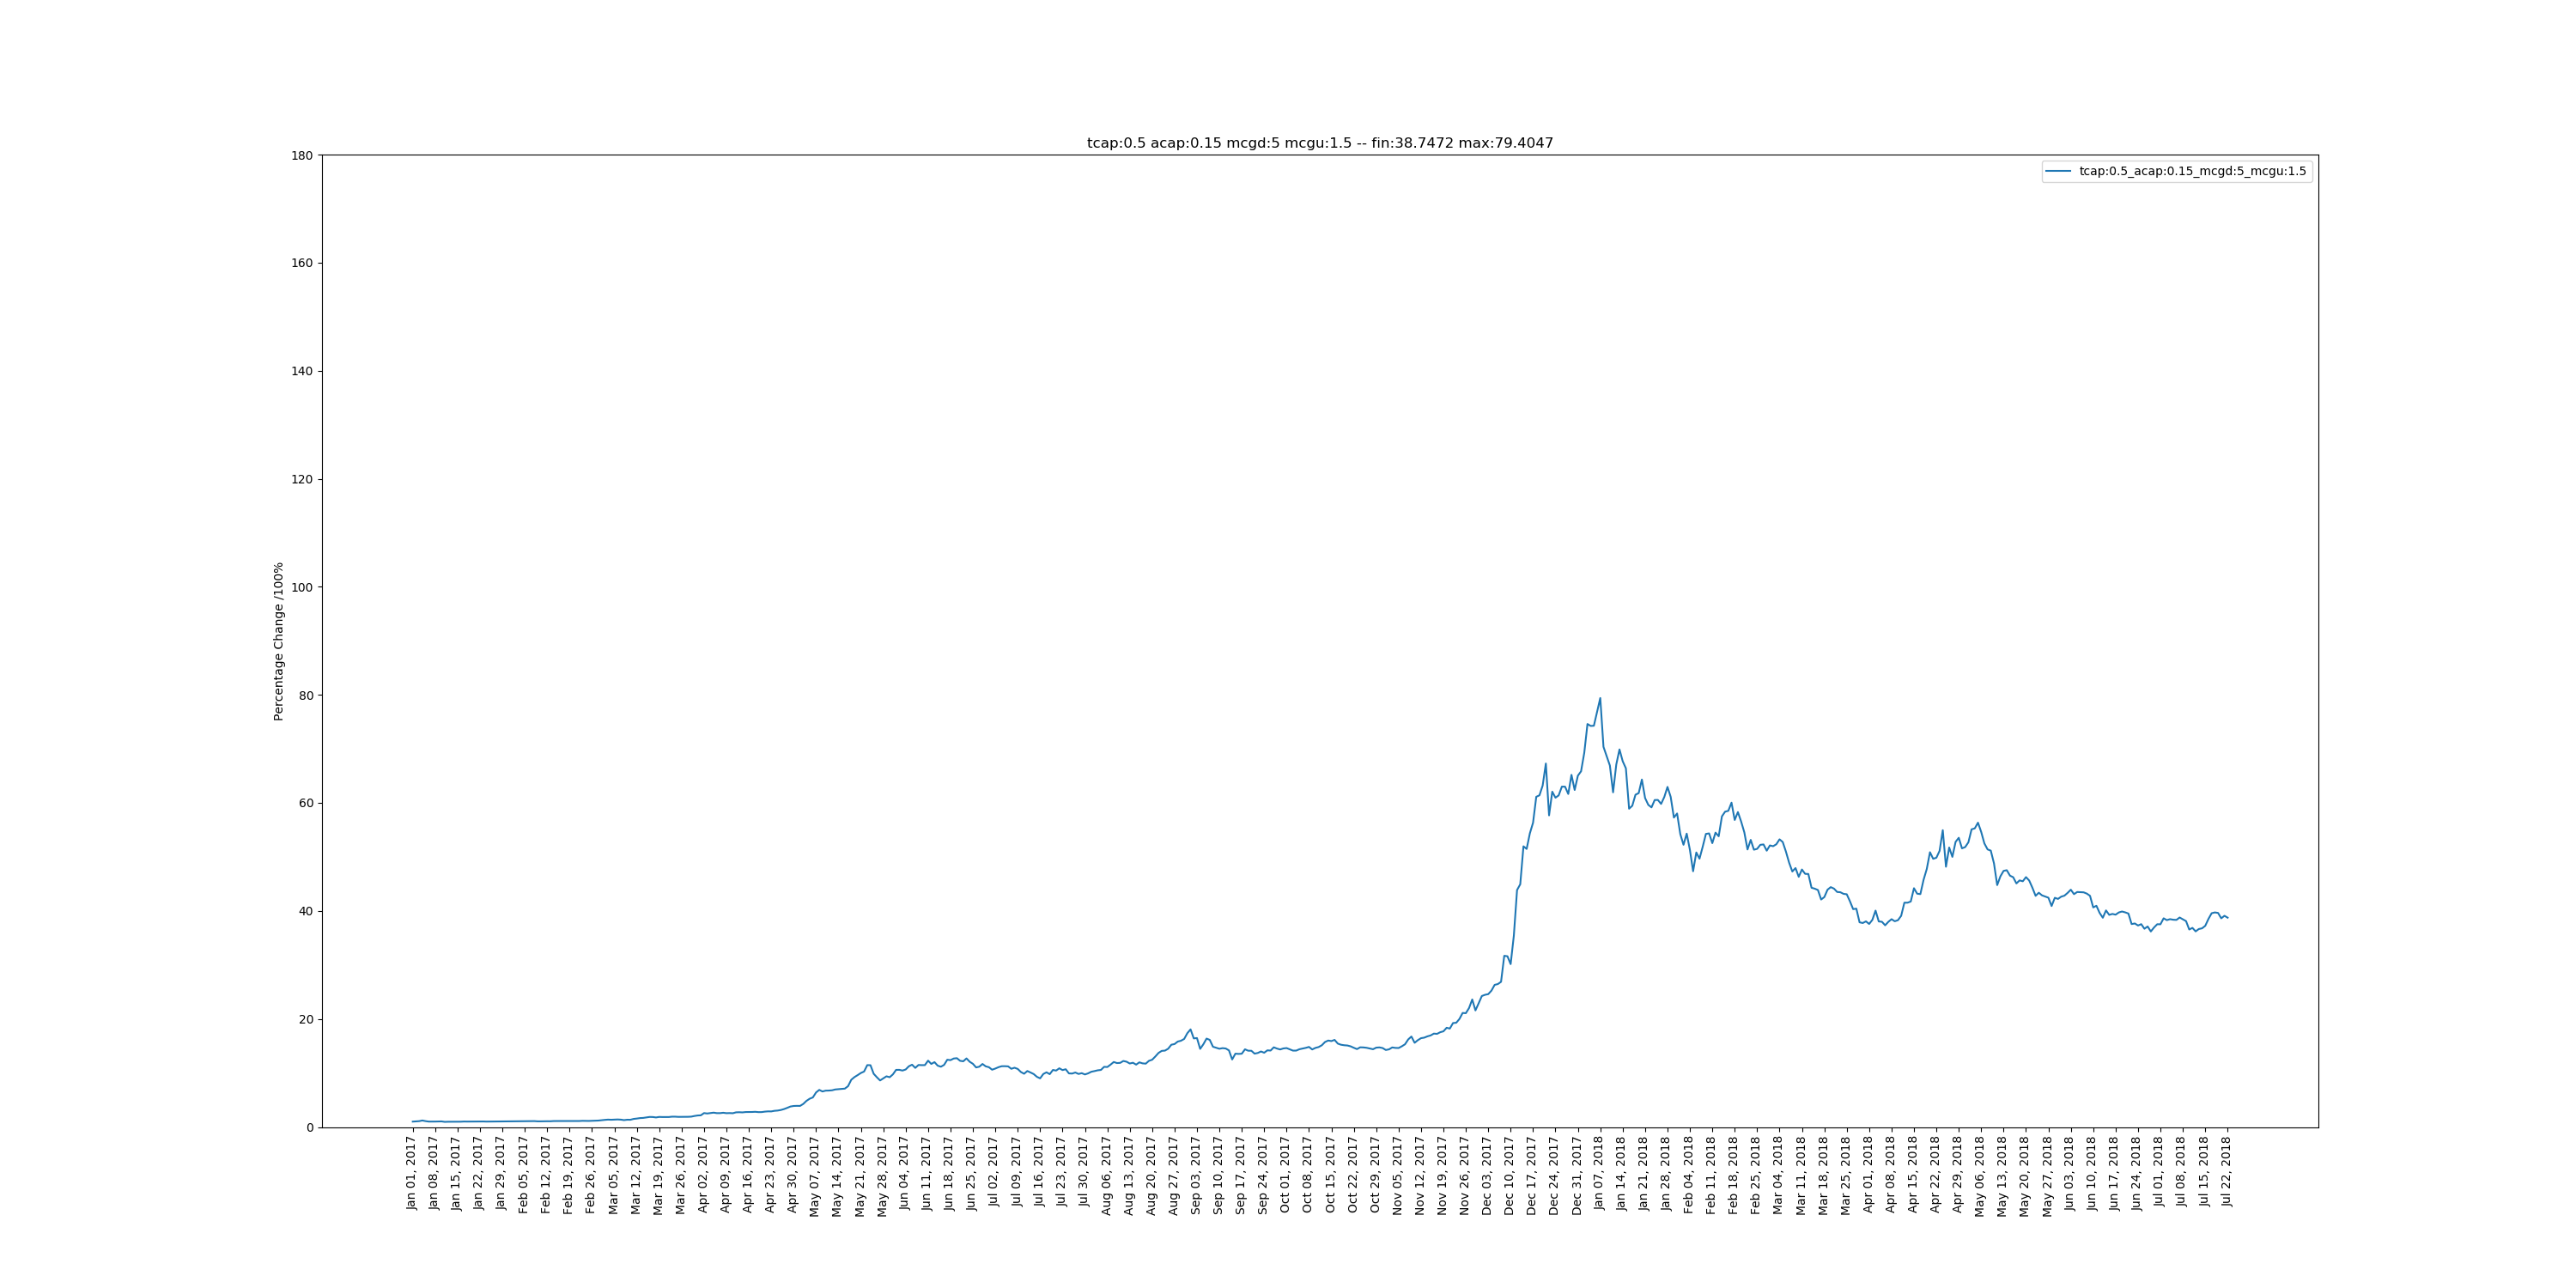 tcap:0.5 acap:0.15 mcgd:5 mcgu:1.5 -- fin:38.7472 max:79.4047
tcap:0.5_acap:0.15_mcgd:5_mcgu:1.5
Percentage Change /100%
180
160
140
120
100
80
60
40
20
0
Jan 01, 2017
Jan 08, 2017
Jan 15, 2017
Jan 22, 2017
Jan 29, 2017
Feb 05, 2017
Feb 12, 2017
Feb 19, 2017
Feb 26, 2017
Mar 05, 2017
Mar 12, 2017
Mar 19, 2017
Mar 26, 2017
Apr 02, 2017
Apr 09, 2017
Apr 16, 2017
Apr 23, 2017
Apr 30, 2017
May 07, 2017
May 14, 2017
May 21, 2017
May 28, 2017
Jun 04, 2017
Jun 11, 2017
Jun 18, 2017
Jun 25, 2017
Jul 02, 2017
Jul 09, 2017
Jul 16, 2017
Jul 23, 2017
Jul 30, 2017
Aug 06, 2017
Aug 13, 2017
Aug 20, 2017
Aug 27, 2017
Sep 03, 2017
Sep 10, 2017
Sep 17, 2017
Sep 24, 2017
Oct 01, 2017
Oct 08, 2017
Oct 15, 2017
Oct 22, 2017
Oct 29, 2017
Nov 05, 2017
Nov 12, 2017
Nov 19, 2017
Nov 26, 2017
Dec 03, 2017
Dec 10, 2017
Dec 17, 2017
Dec 24, 2017
Dec 31, 2017
Jan 07, 2018
Jan 14, 2018
Jan 21, 2018
Jan 28, 2018
Feb 04, 2018
Feb 11, 2018
Feb 18, 2018
Feb 25, 2018
Mar 04, 2018
Mar 11, 2018
Mar 18, 2018
Mar 25, 2018
Apr 01, 2018
Apr 08, 2018
Apr 15, 2018
Apr 22, 2018
Apr 29, 2018
May 06, 2018
May 13, 2018
May 20, 2018
May 27, 2018
Jun 03, 2018
Jun 10, 2018
Jun 17, 2018
Jun 24, 2018
Jul 01, 2018
Jul 08, 2018
Jul 15, 2018
Jul 22, 2018